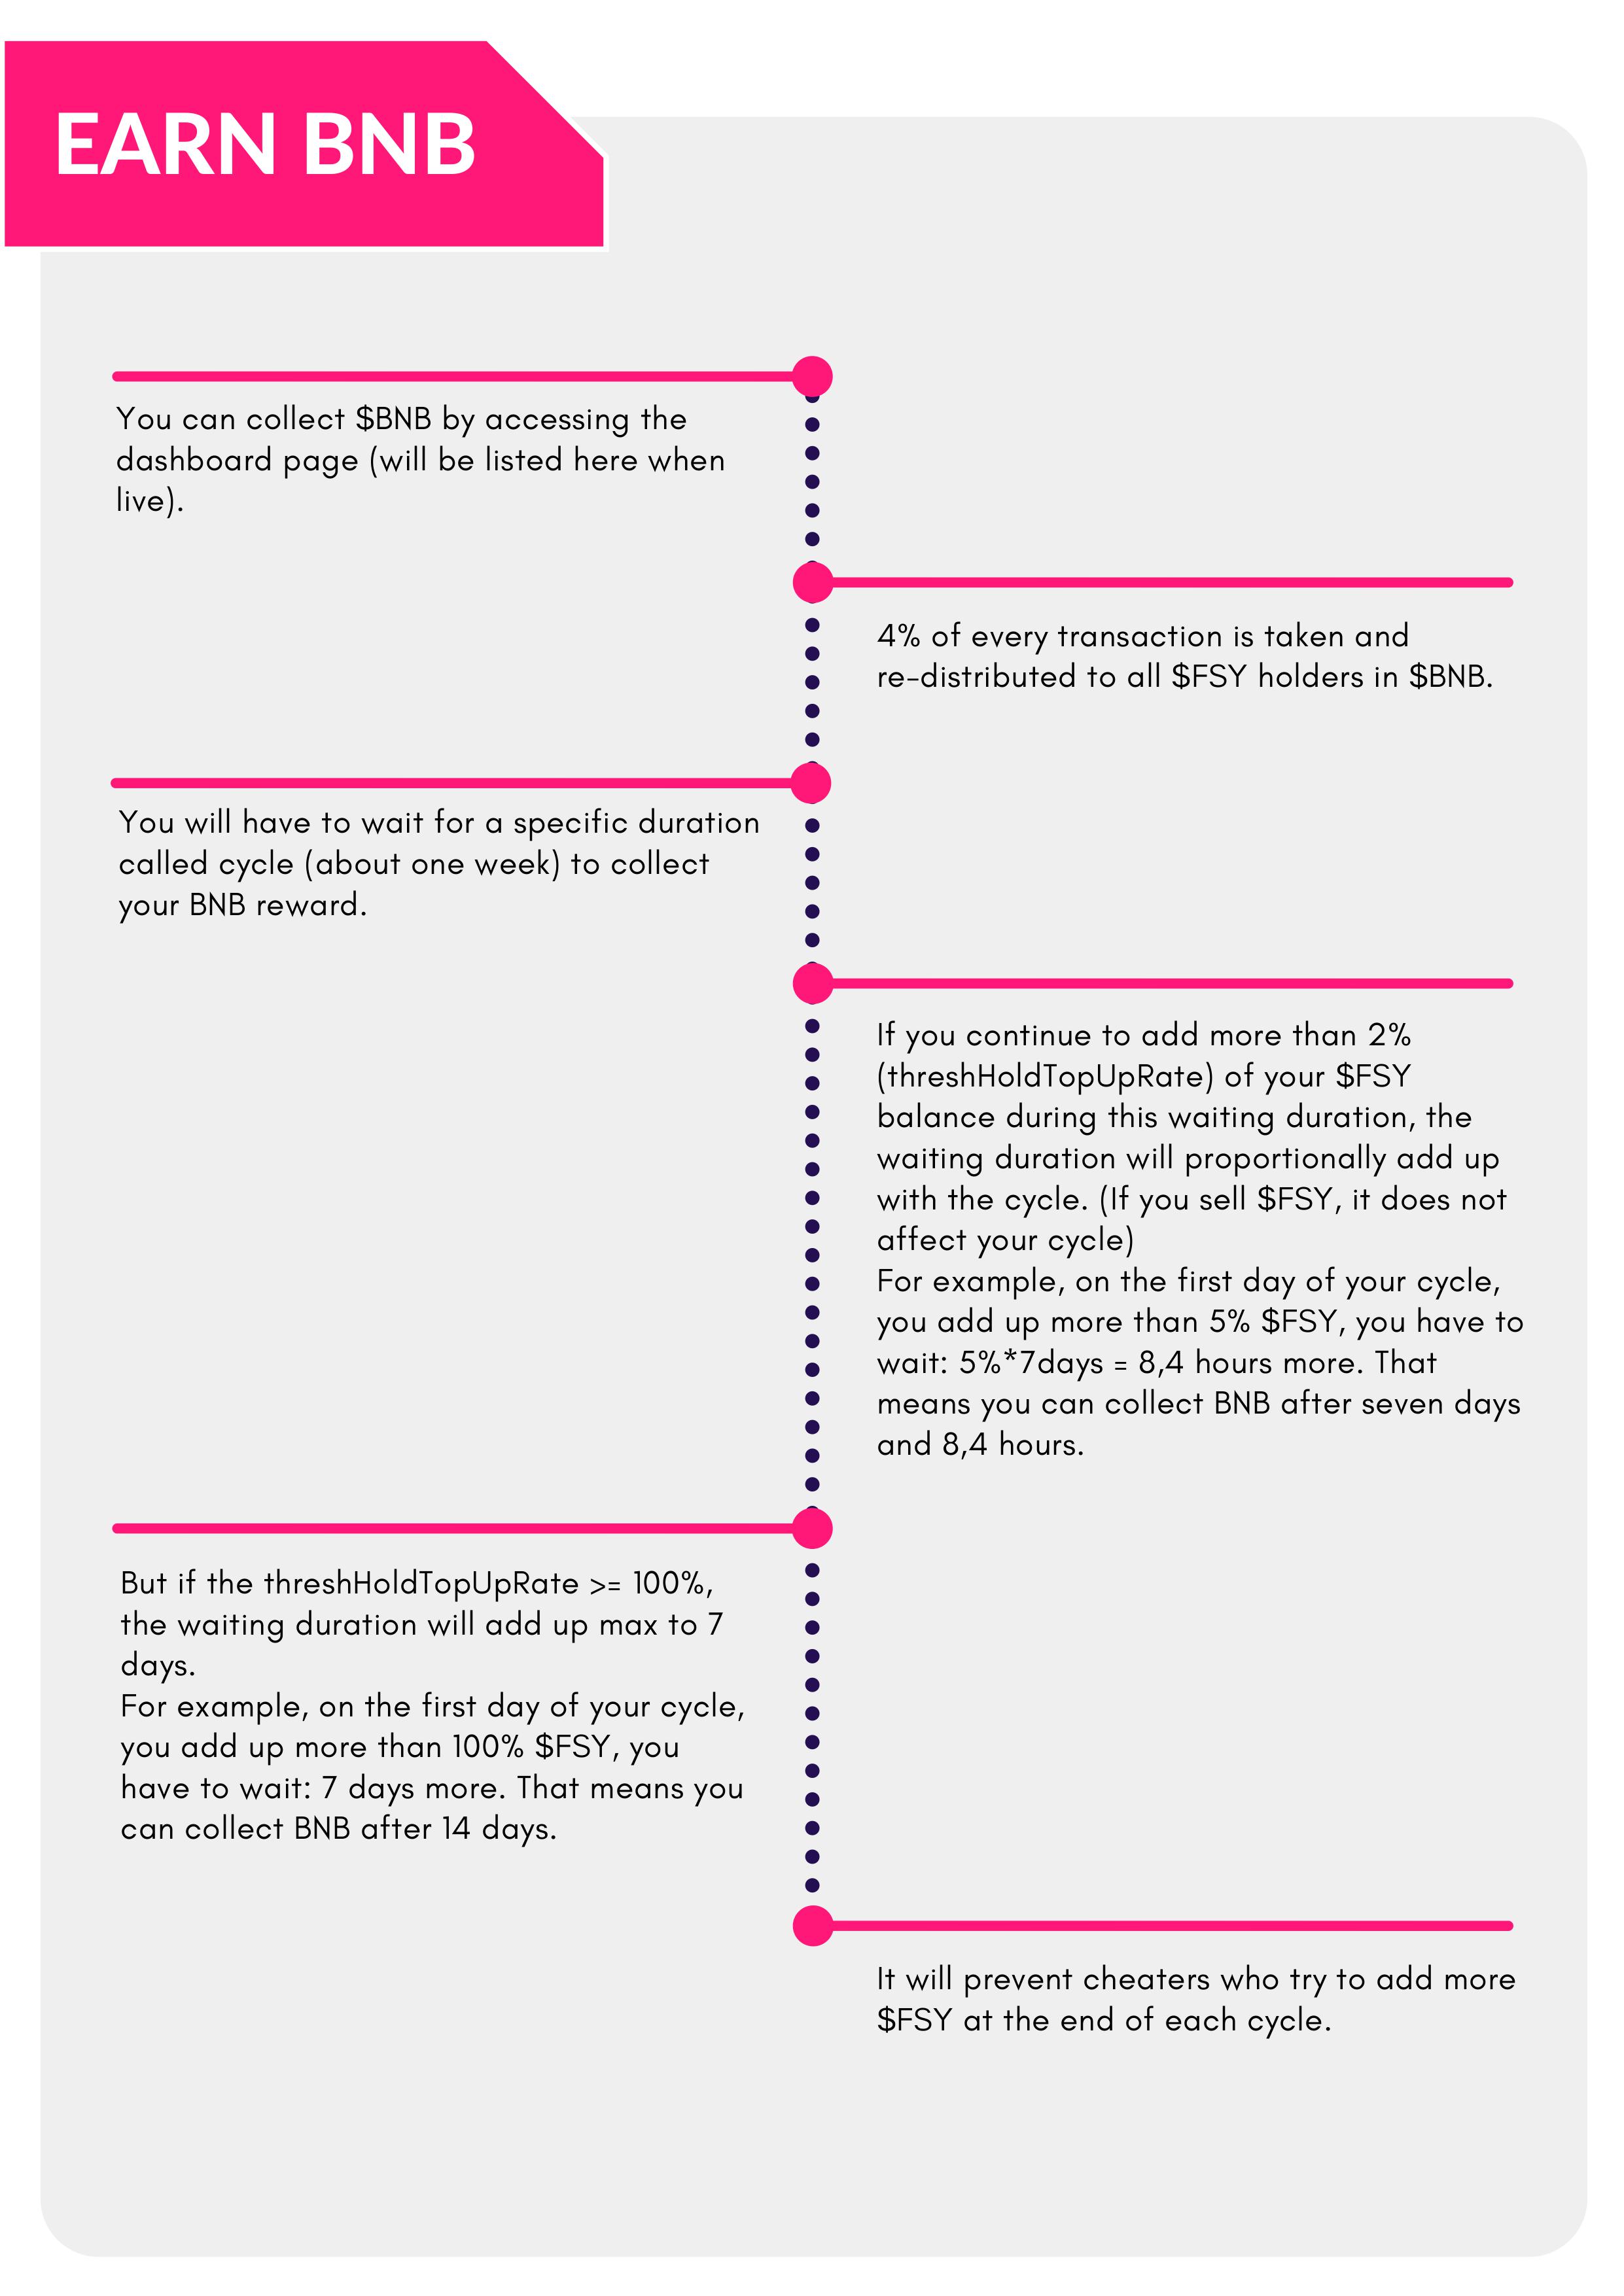 EARN BNB
You can collect $BNB by accessing the
dashboard page (will be listed here when
live).
4% of every transaction is taken and
re-distributed to all $FSY holders in $BNB.
You will have to wait for a specific duration
called cycle (about one week) to collect
your BNB reward.
If you continue to add more than 2%
(threshHoldTopUpRate) of your $FSY
balance during this waiting duration, the
waiting duration will proportionally add up
with the cycle. (If you sell $FSY, it does not
affect your cycle)
For example, on the first day of your cycle,
you add up more than 5% $FSY, you have to
wait: 5%*7days = 8,4 hours more. That
means you can collect BNB after seven days
and 8,4 hours.
But if the threshHoldTopUpRate >= 100%,
the waiting duration will add up max to 7
days.
For example, on the first day of your cycle,
you add up more than 100% $FSY, you
have to wait: 7 days more. That means you
can collect BNB after 14 days.
It will prevent cheaters who try to add more
$FSY at the end of each cycle.